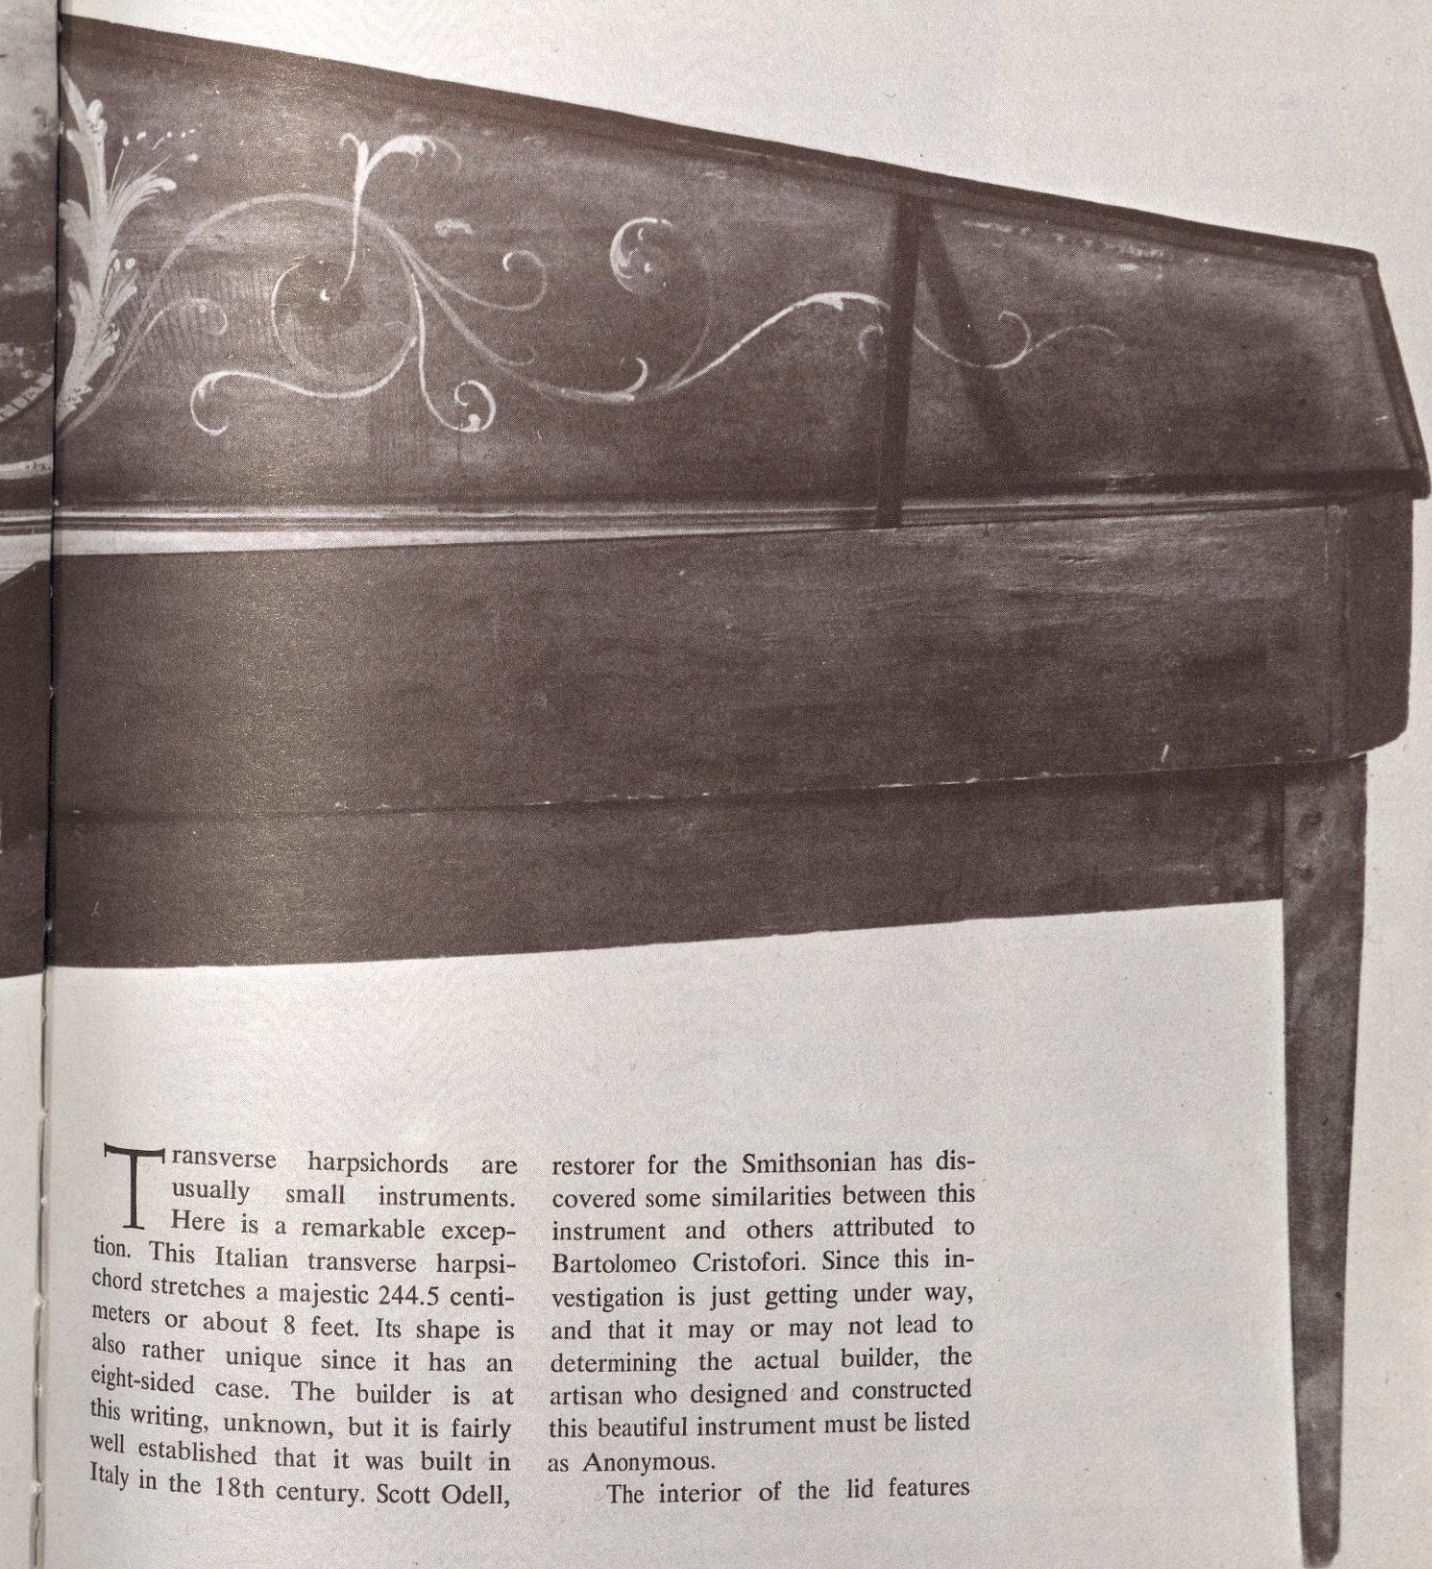 Transverse harpsichords are
usually small instruments.
Here is a remarkable excep-
tion. This Italian transverse harpsi-
chord stretches a majestic 244.5 centi-
meters or about 8 feet. Its shape is
also rather unique since it has an
eight-sided case. The builder is at
this writing, unknown, but it is fairly
well established that it was built in
Italy in the 18th century. Scott Odell,
restorer for the Smithsonian has dis-
covered some similarities between this
instrument and others attributed to
Bartolomeo Cristofori. Since this in-
vestigation is just getting under way,
and that it may or may not lead to
determining the actual builder, the
artisan who designed and constructed
this beautiful instrument must be listed
as Anonymous.
The interior of the lid features